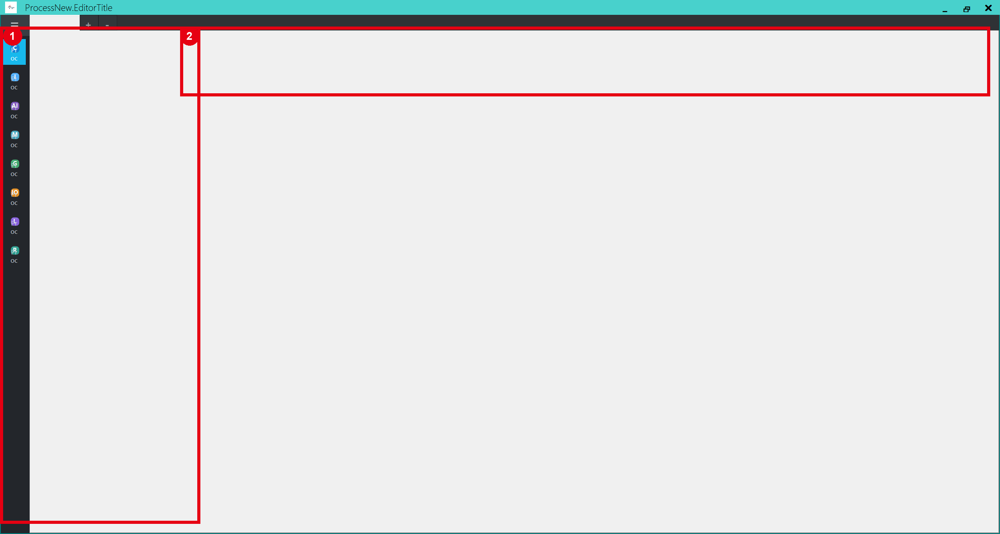 ProcessNew.EditorTitle
+ -
1
2
C
OC
I
OC
AI
OC
M
OC
G
OC
IO
OC
L
OC
R
OC